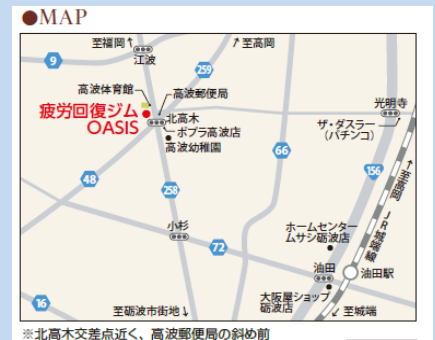 ●MAP
至福岡
至高岡
9
江波
259
高波体育館
高波郵便局
疲労回復ジム
OASIS
北高木
ポプラ高波店
高波幼稚園
光明寺
ザ・ダスラー
(パチンコ)
66
156
至高岡
48
258
JR城端線
小杉
72
ホームセンター
ムサシ砺波店
油田
油田駅
16
大阪屋ショップ
砺波店
至砺波市街地
至城端
※北高木交差点近く、高波郵便局の斜め前